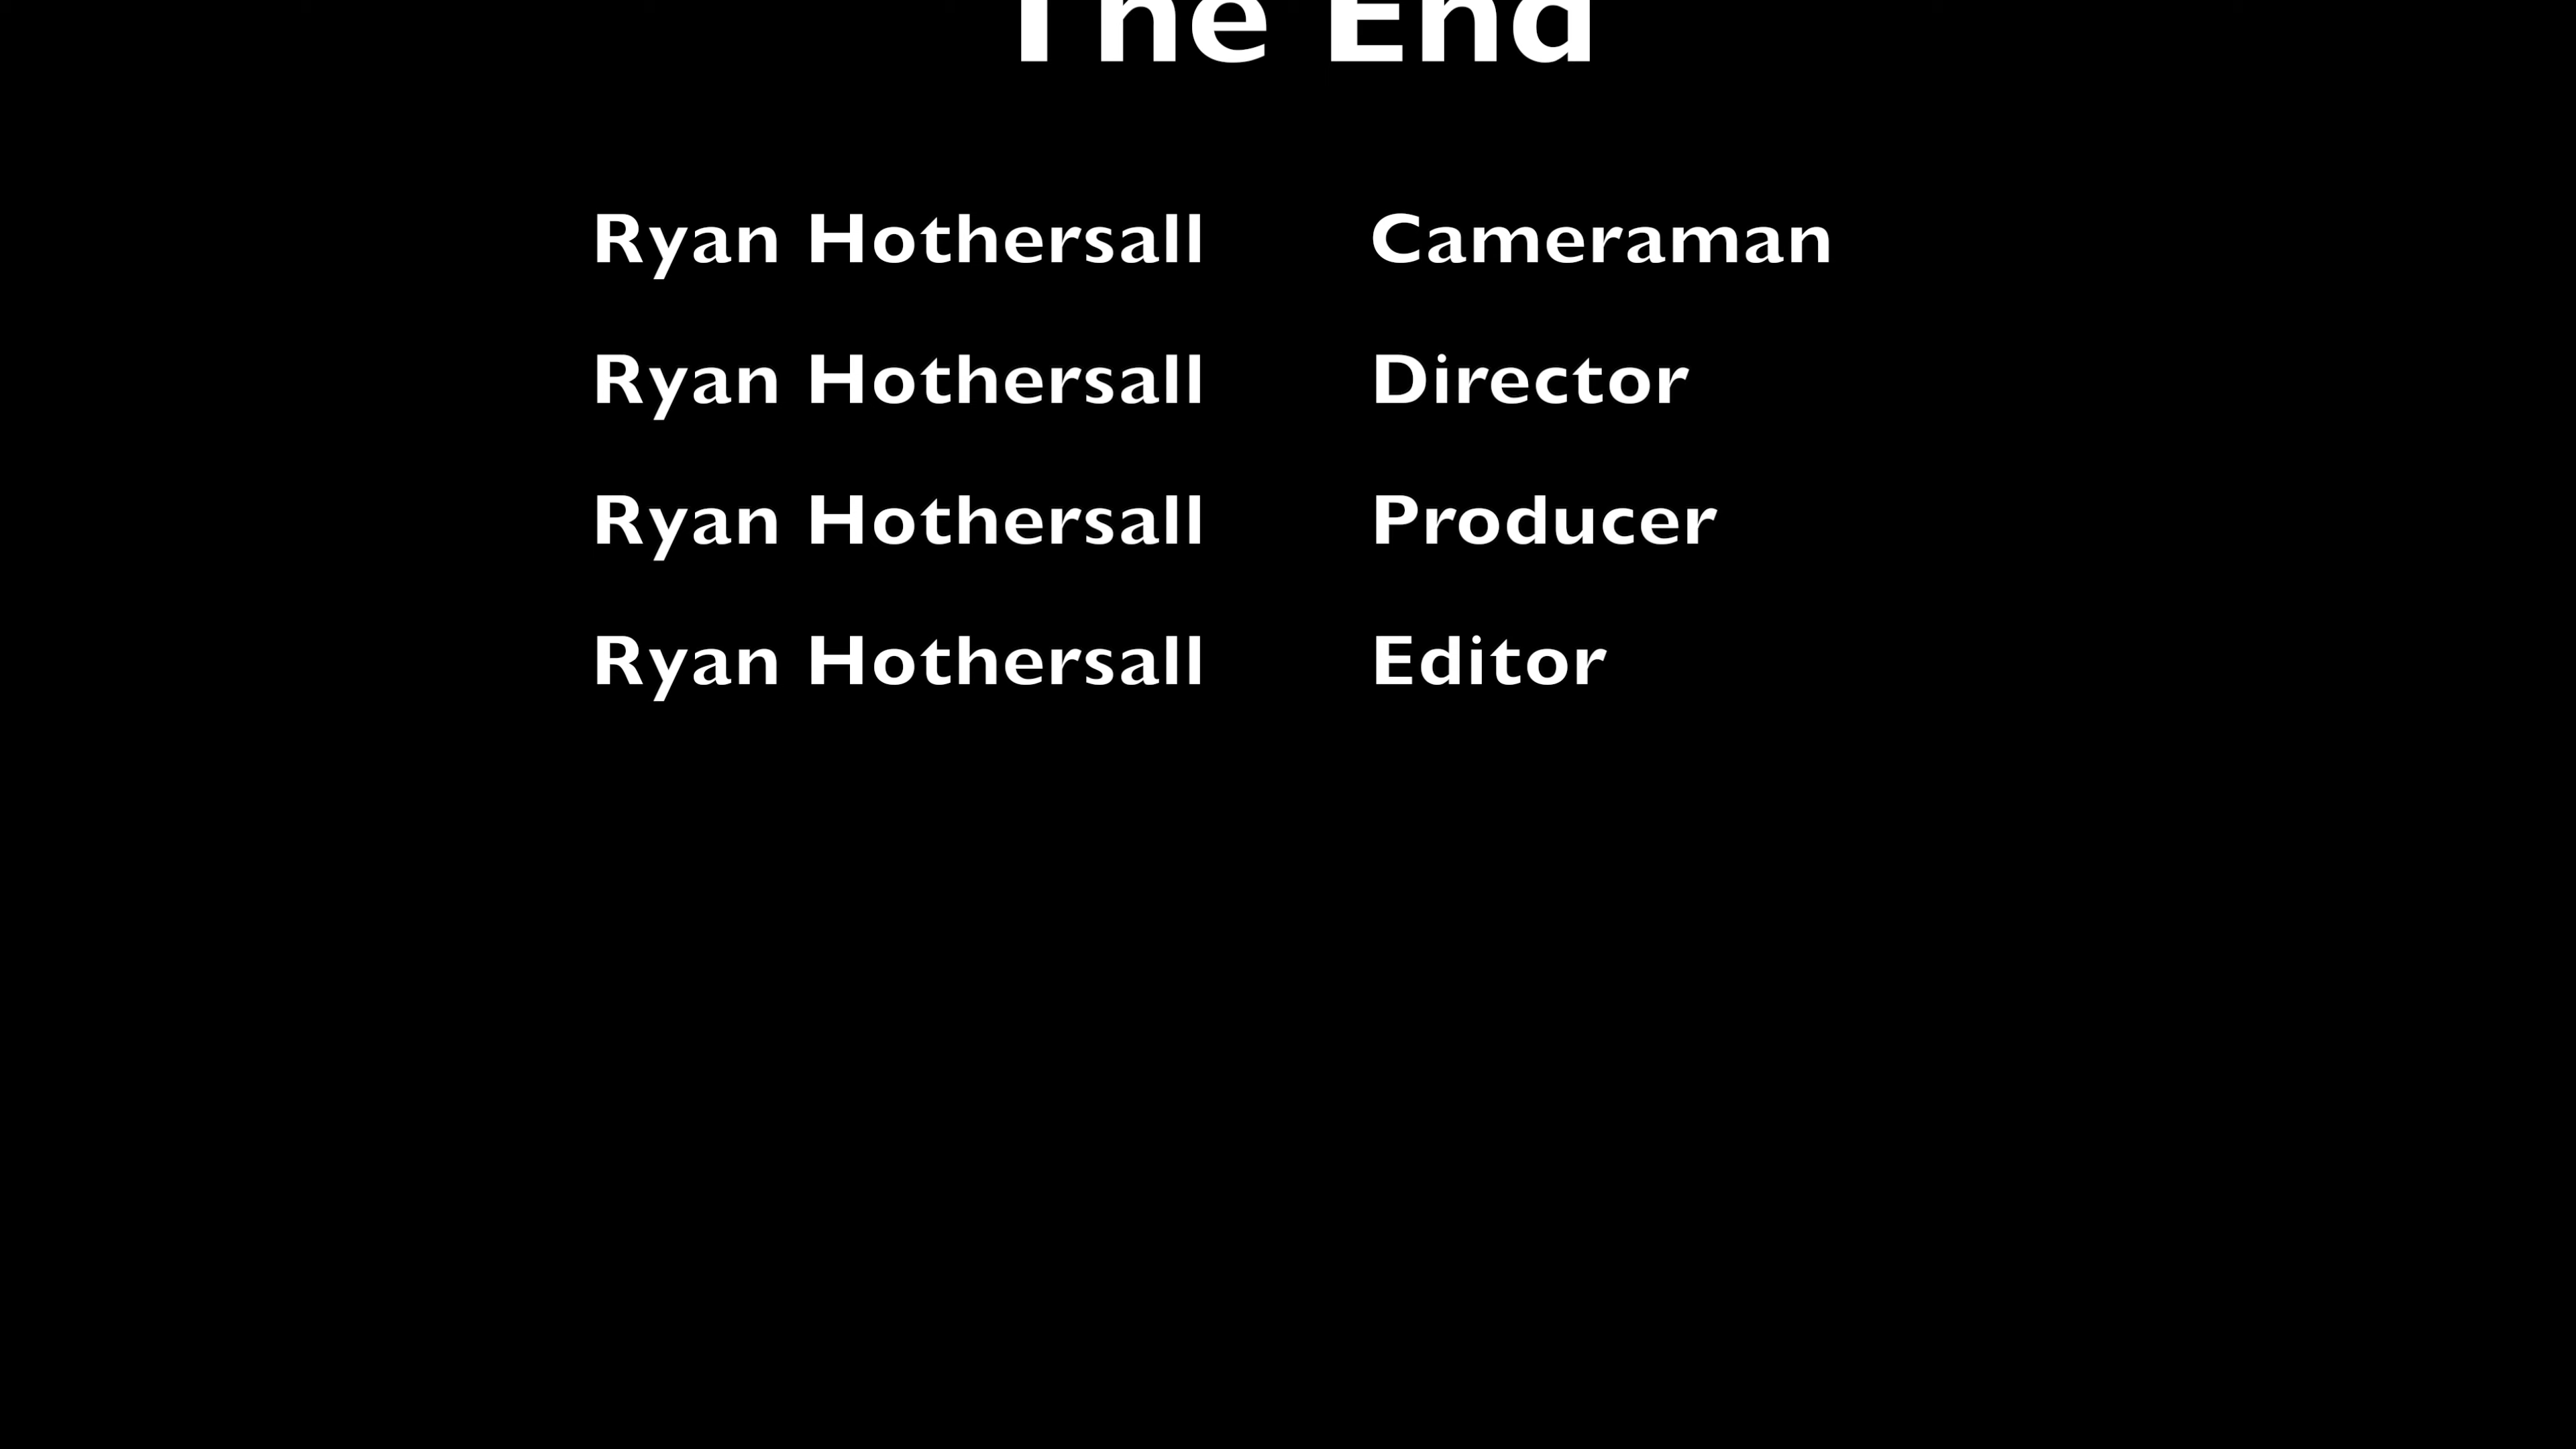 The End
Ryan Hothersall Cameraman
Ryan Hothersall Director
Ryan Hothersall Producer
Ryan Hothersall Editor